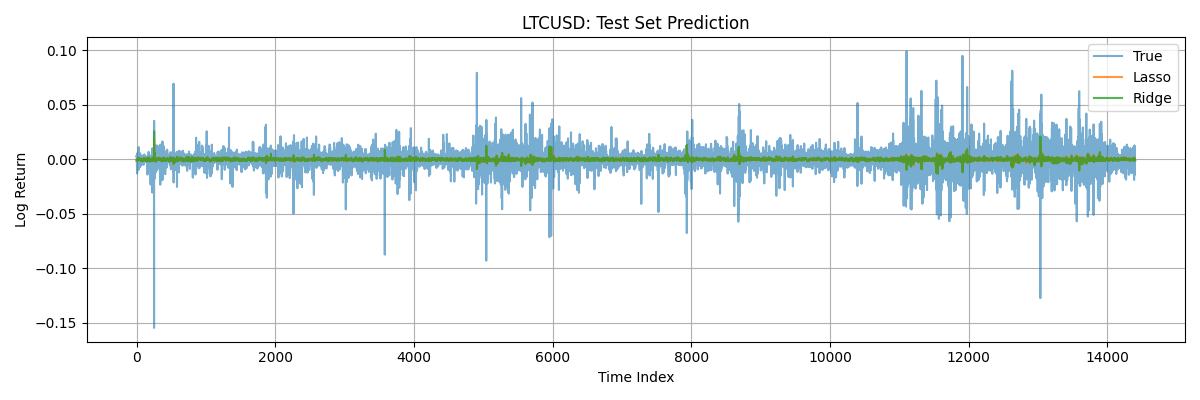 LTCUSD: Test Set Prediction
0.10
0.05
0.00
−0.05
−0.10
−0.15
Log Return
True
Lasso
Ridge
0
2000
4000
6000
8000
10000
12000
14000
Time Index